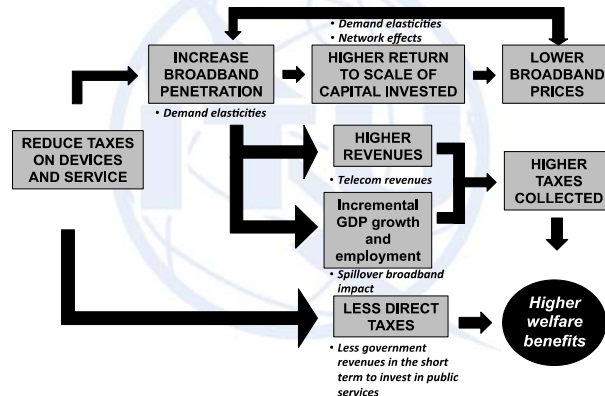 • Demand elasticities
• Network effects
INCREASE
BROADBAND
PENETRATION
HIGHER RETURN
TO SCALE OF
CAPITAL INVESTED
LOWER
BROADBAND
PRICES
• Demand elasticities
REDUCE TAXES
ON DEVICES
AND SERVICE
HIGHER
REVENUES
• Telecom revenues
HIGHER
TAXES
COLLECTED
Incremental
GDP growth
and
employment
• Spillover broadband
impact
LESS DIRECT
TAXES
Higher
welfare
benefits
• Less government
revenues in the short
term to invest in public
services